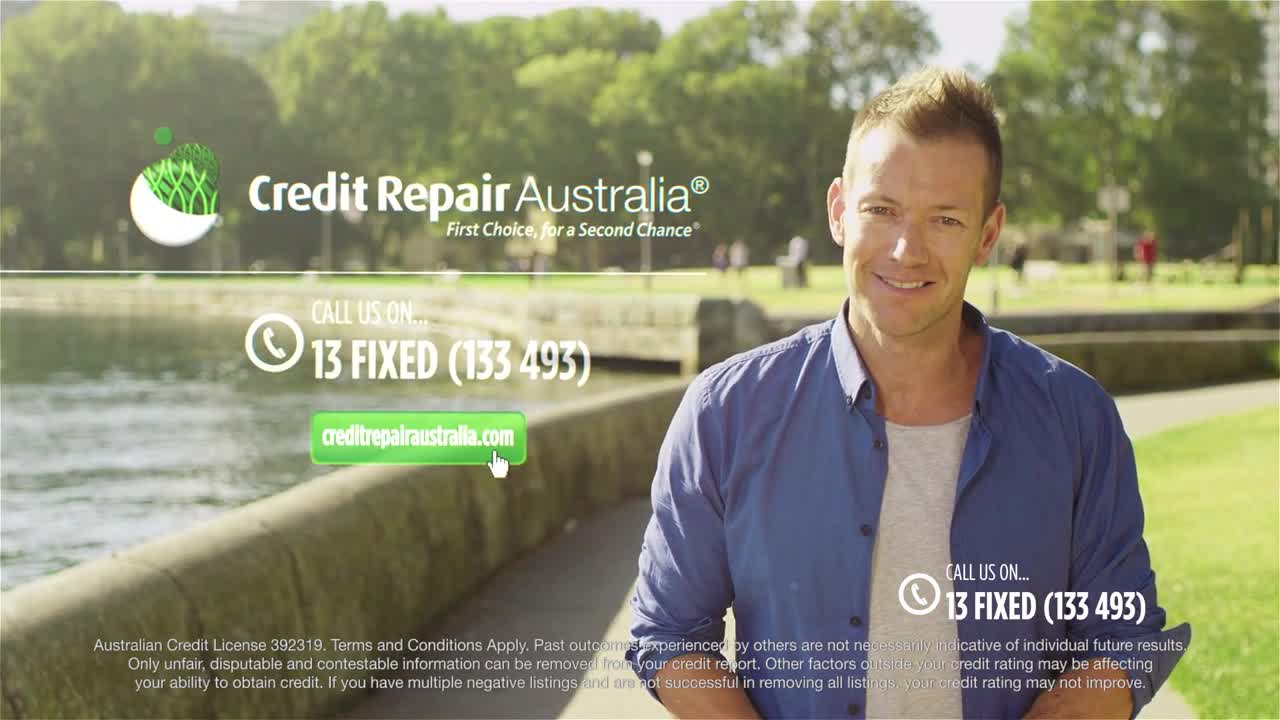 Credit Repair Australia®
First Choice, for a Second Chance®
CALL US ON...
13 FIXED (133 493)
creditrepairaustralia.com
CALL US ON...
13 FIXED (133 493)
Australian Credit License 392319. Terms and Conditions Apply. Past outcomes experienced by others are not necessarily indicative of individual future results.
Only unfair, disputable and contestable information can be removed from your credit report. Other factors outside your credit rating may be affecting
your ability to obtain credit. If you have multiple negative listings and are not successful in removing all listings, your credit rating may not improve.